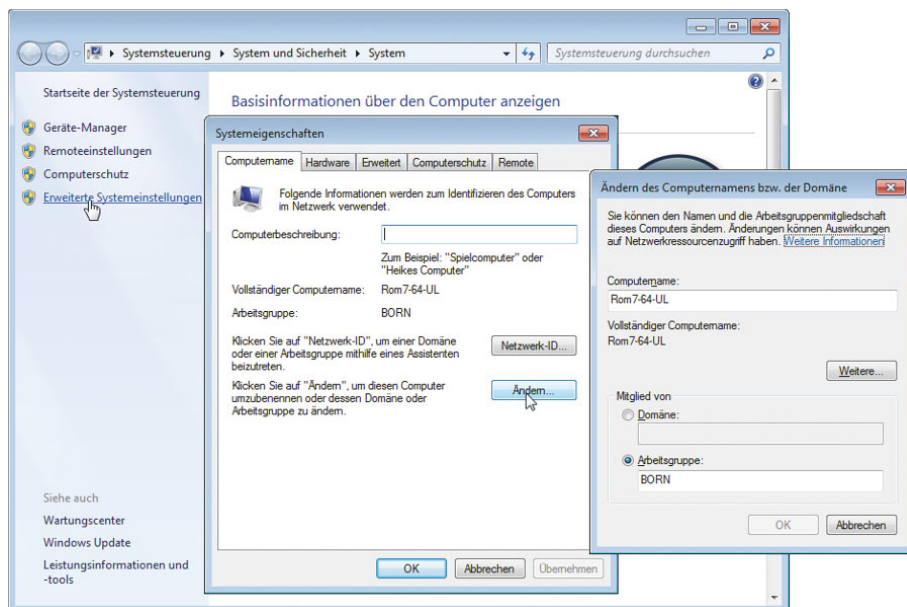 Systemsteuerung ▸ System und Sicherheit ▸ System
Systemsteuerung durchsuchen
Startseite der Systemsteuerung
Geräte-Manager
Remoteeinstellungen
Computerschutz
Erweiterte Systemeinstellungen
Siehe auch
Wartungscenter
Windows Update
Leistungsinformationen und
-tools
Basisinformationen über den Computer anzeigen
Systemeigenschaften
Computername Hardware Erweitert Computerschutz Remote
Folgende Informationen werden zum Identifizieren des Computers
im Netzwerk verwendet.
Computerbeschreibung:
Zum Beispiel: "Spielcomputer" oder
"Heikes Computer"
Vollständiger Computername: Rom7-64-UL
Arbeitsgruppe: BORN
Klicken Sie auf "Netzwerk-ID", um einer Domäne
oder einer Arbeitsgruppe mithilfe eines Assistenten
beizutreten.
Netzwerk-ID...
Klicken Sie auf "Ändern", um diesen Computer
umzubenennen oder dessen Domäne oder
Arbeitsgruppe zu ändern.
Ändern...
OK Abbrechen Übernehmen
Ändern des Computernamens bzw. der Domäne
Sie können den Namen und die Arbeitsgruppenmitgliedschaft
dieses Computers ändern. Änderungen können Auswirkungen
auf Netzwerkressourcenzugriff haben. Weitere Informationen
Computername:
Rom7-64-UL
Vollständiger Computername:
Rom7-64-UL
Weitere...
Mitglied von
Domäne:
Arbeitsgruppe:
BORN
OK Abbrechen